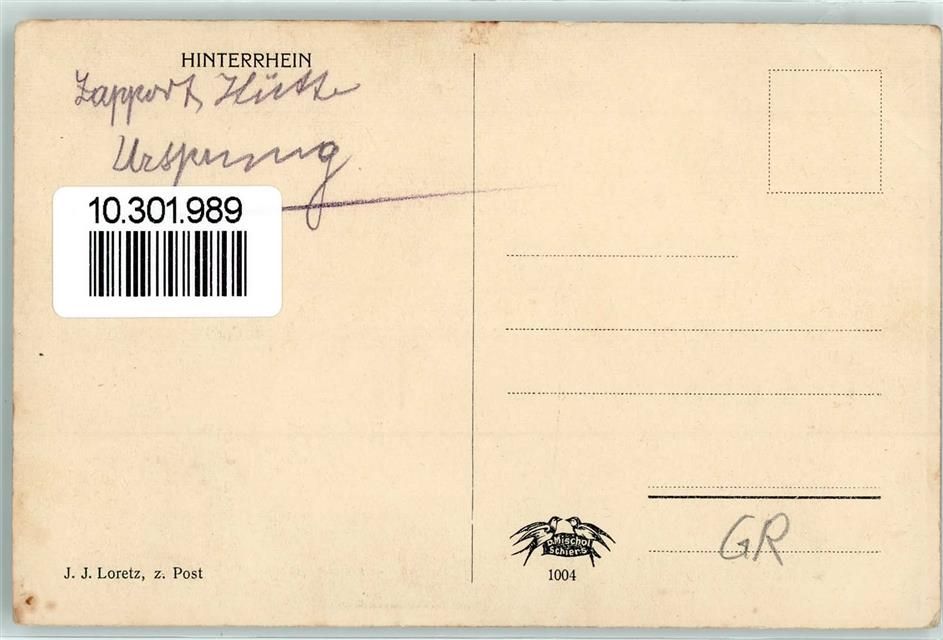 HINTERRHEIN
Zapport Hütte
Ursprung
10.301.989
J. J. Loretz, z. Post
D. Mischol
Schiers
1004
GR